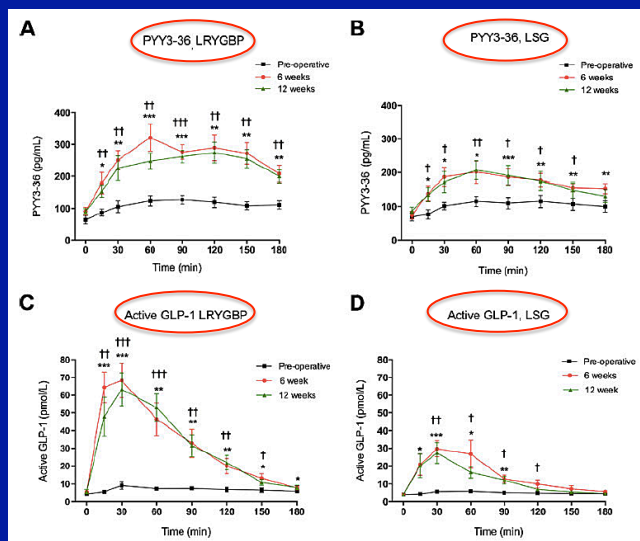 A
PYY3-36, LRYGBP
Pre-operative
6 weeks
12 weeks
PYY3-36 (pg/mL)
400
300
200
100
0
†† * †† ** †† *** ††† *** †† ** †† ** †† **
0 15 30 60 90 120 150 180
Time (min)
B
PYY3-36, LSG
Pre-operative
6 weeks
12 weeks
PYY3-36 (pg/mL)
400
300
200
100
0
† * † * †† * † *** † ** † ** **
0 15 30 60 90 120 150 180
Time (min)
C
Active GLP-1 LRYGBP
Pre-operative
6 week
12 weeks
Active GLP-1 (pmol/L)
80
70
60
50
40
30
20
10
0
†† *** ††† *** ††† ** †† ** †† ** † * *
0 15 30 60 90 120 150 180
Time (min)
D
Active GLP-1, LSG
Pre-operative
6 weeks
12 week
Active GLP-1 (pmol/L)
80
70
60
50
40
30
20
10
0
* †† *** † * † ** †
0 15 30 60 90 120 150 180
Time (min)